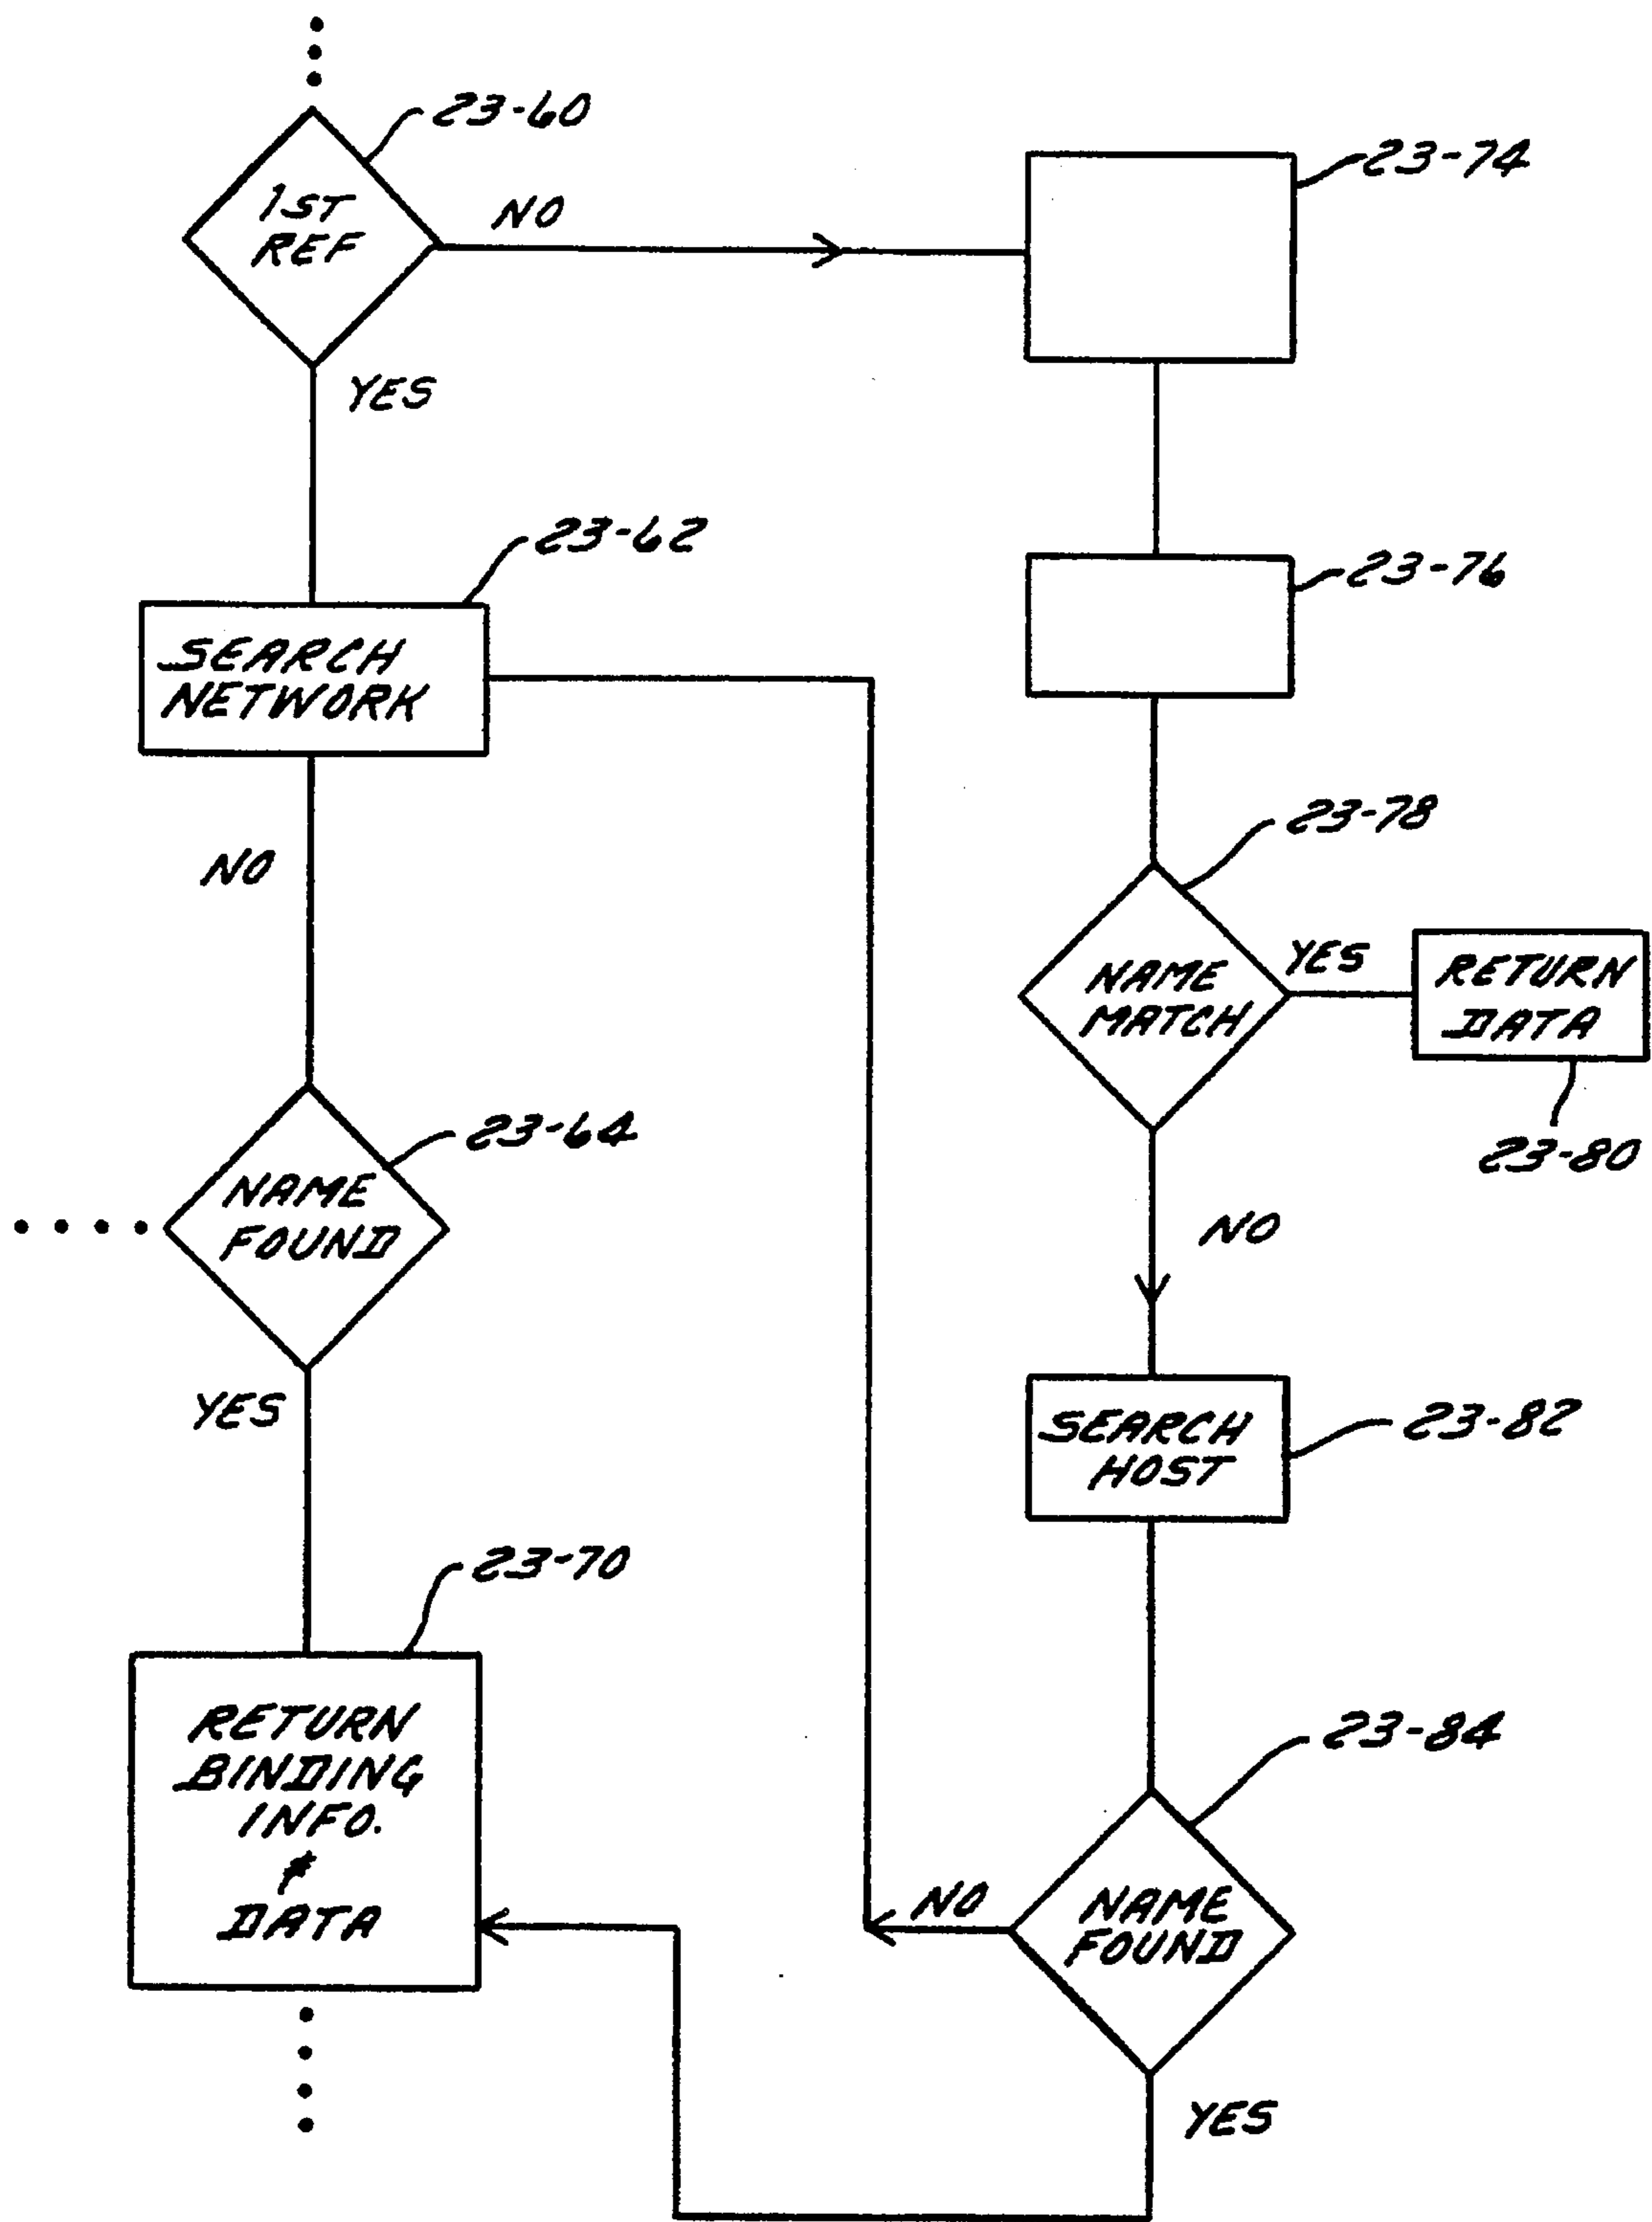 23-60
1ST
REF
NO
23-74
YES
23-62
SEARCH
NETWORK
23-76
NO
23-78
NAME
MATCH
YES
RETURN
DATA
23-80
23-64
NAME
FOUND
NO
YES
SEARCH
HOST
23-82
23-70
RETURN
BINDING
INFO.
&
DATA
23-84
NO
NAME
FOUND
YES